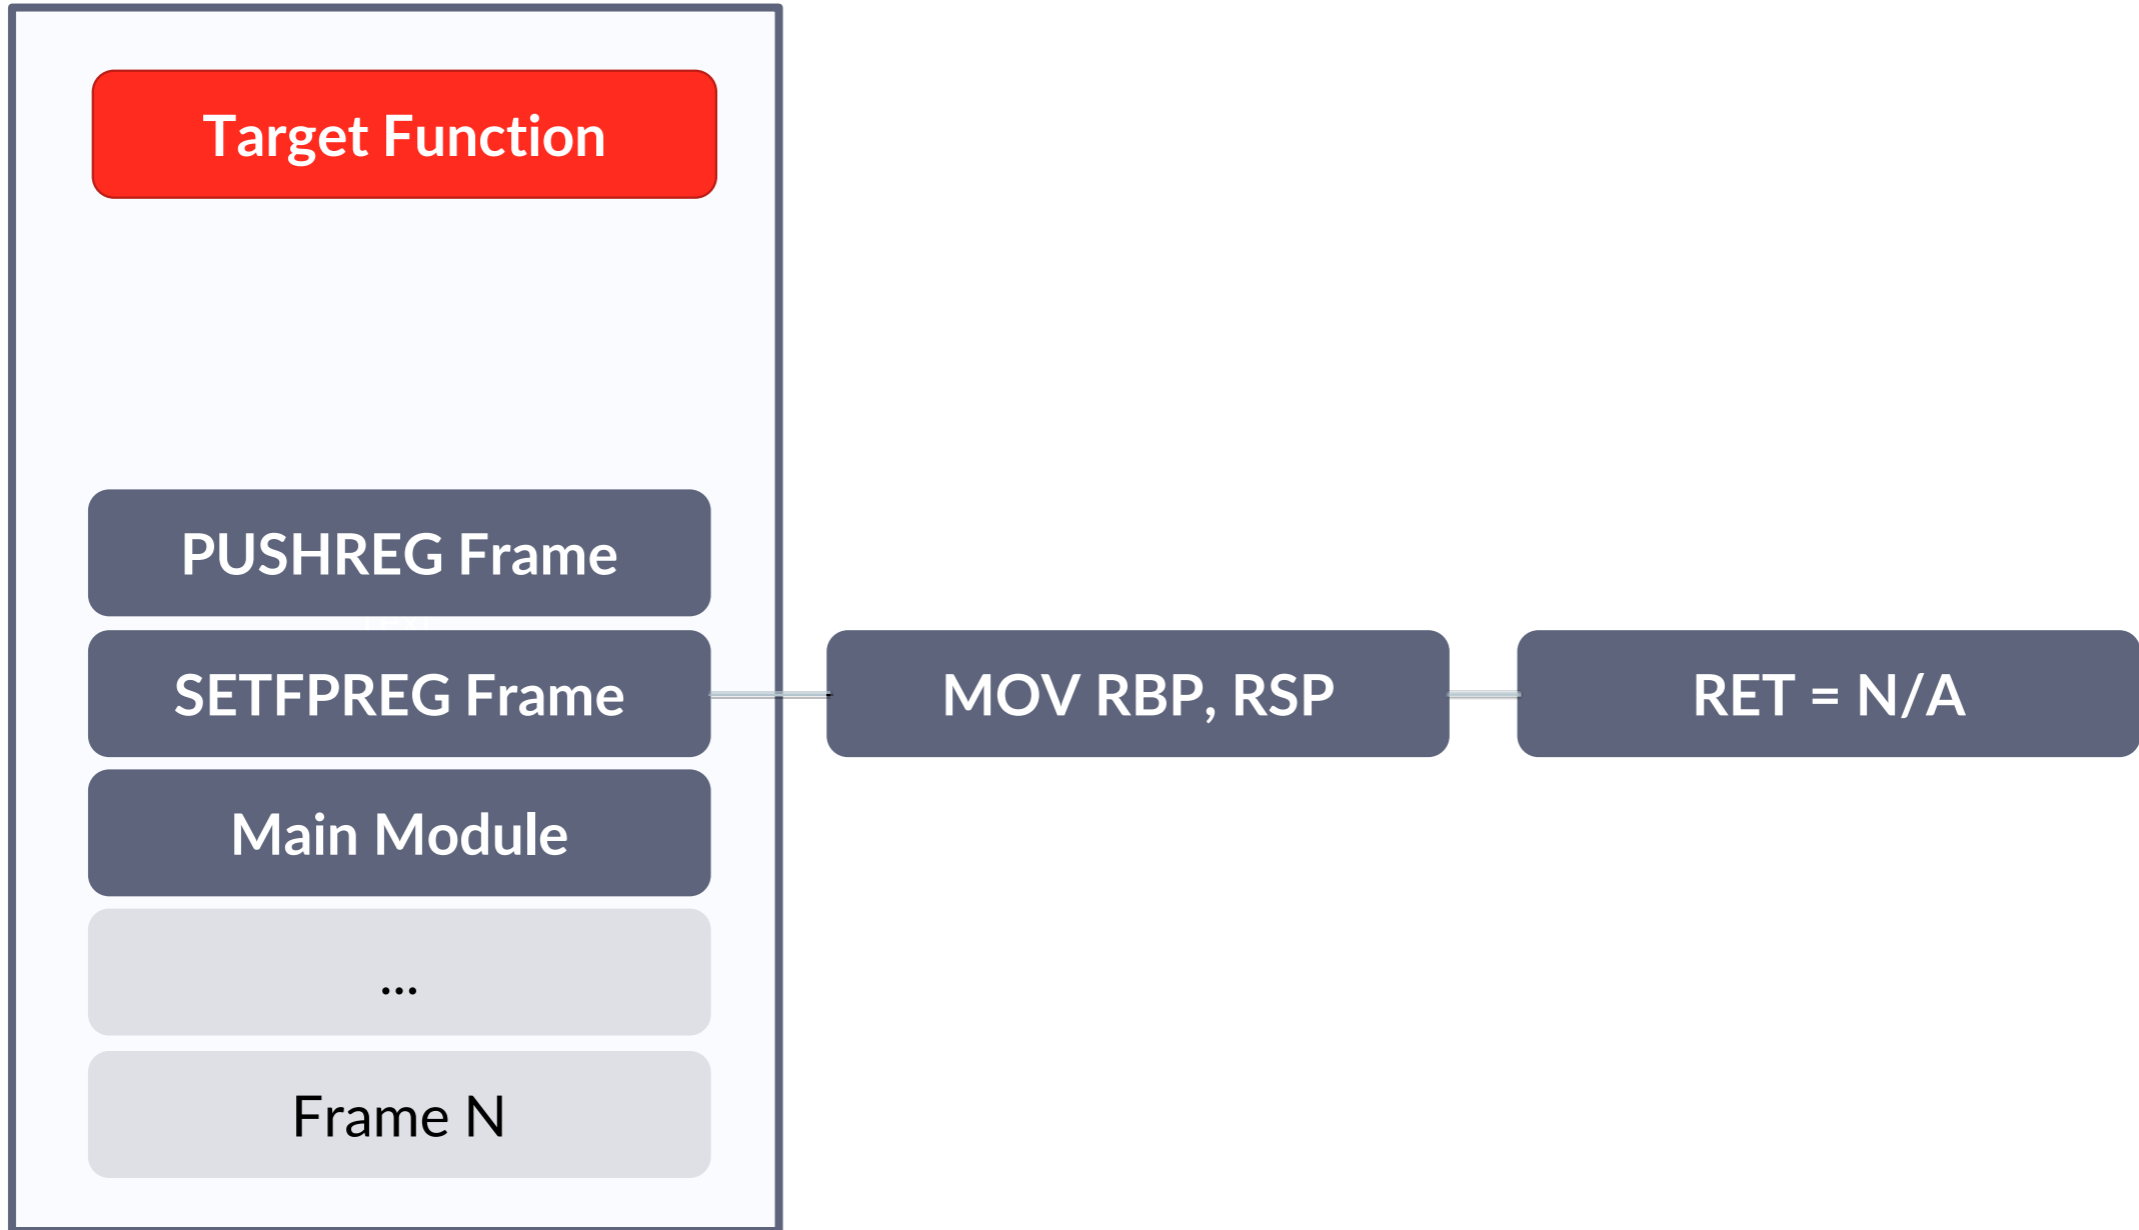 Target Function
PUSHREG Frame
SETFPREG Frame
MOV RBP, RSP
RET = N/A
Main Module
...
Frame N